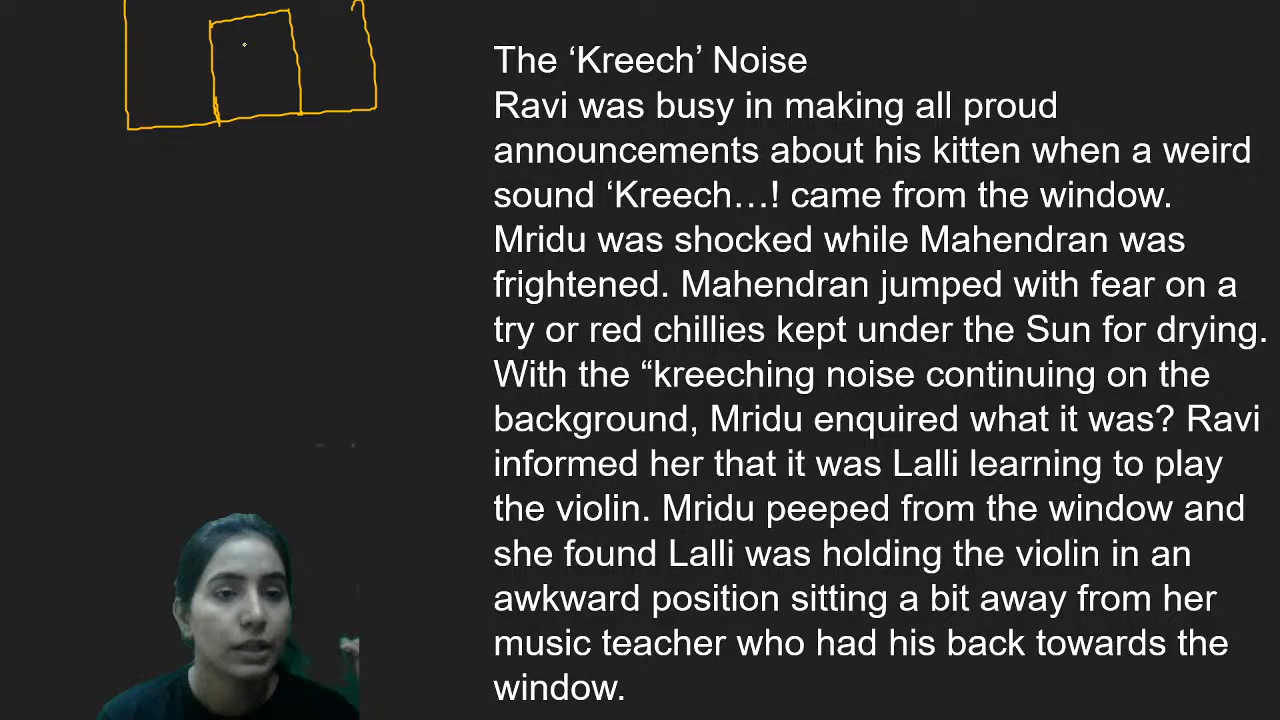 The ‘Kreech’ Noise
Ravi was busy in making all proud
announcements about his kitten when a weird
sound ‘Kreech…! came from the window.
Mridu was shocked while Mahendran was
frightened. Mahendran jumped with fear on a
try or red chillies kept under the Sun for drying.
With the “kreeching noise continuing on the
background, Mridu enquired what it was? Ravi
informed her that it was Lalli learning to play
the violin. Mridu peeped from the window and
she found Lalli was holding the violin in an
awkward position sitting a bit away from her
music teacher who had his back towards the
window.